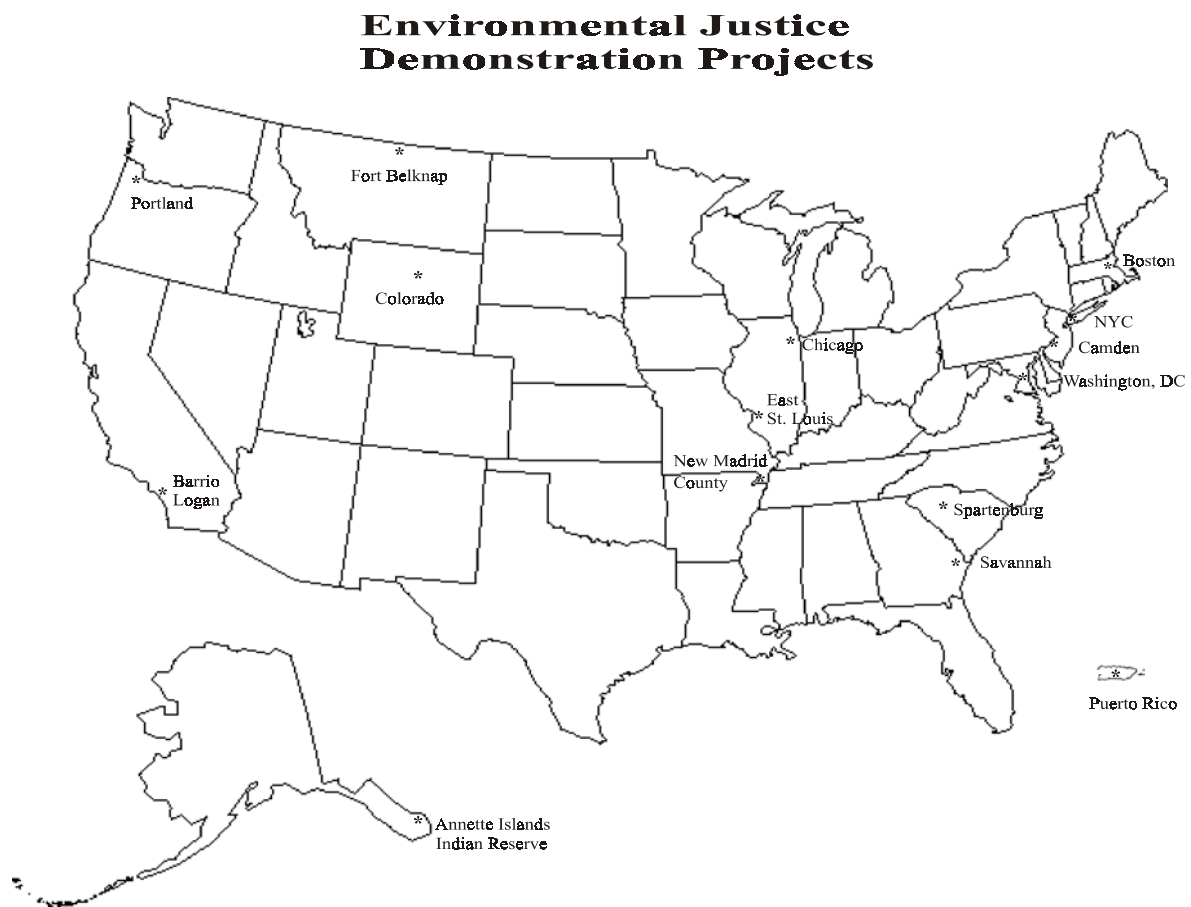 Environmental Justice
Demonstration Projects
* Fort Belknap
* Portland
* Boston
* Colorado
* NYC
* Chicago
* Camden
* Washington, DC
East
* St. Louis
New Madrid
County *
* Barrio
Logan
* Spartenburg
* Savannah
*
Puerto Rico
* Annette Islands
Indian Reserve